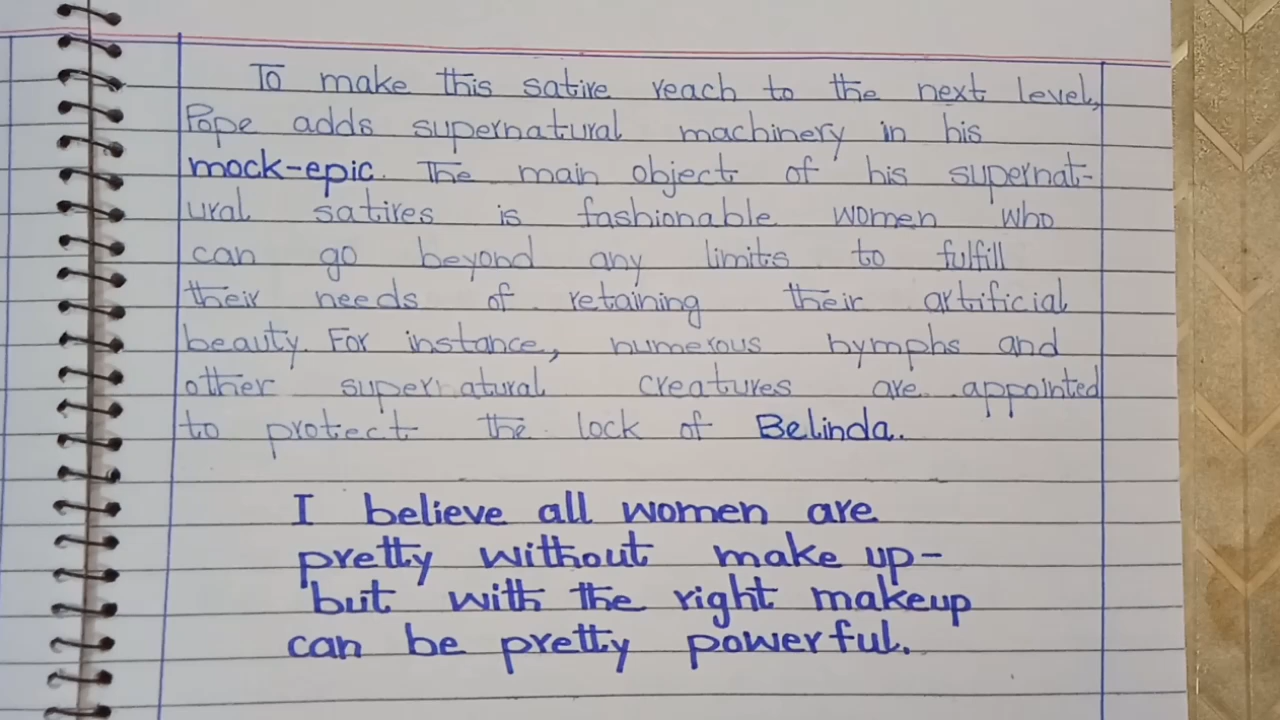 To make this satire reach to the next level,
Pope adds supernatural machinery in his
mock-epic. The main object of his supernat-
ural satires is fashionable women who
can go beyond any limits to fulfill
their needs of retaining their artificial
beauty. For instance, numerous nymphs and
other supernatural creatures are appointed
to protect the lock of Belinda.
I believe all women are
pretty without make up-
but with the right makeup
can be pretty powerful.